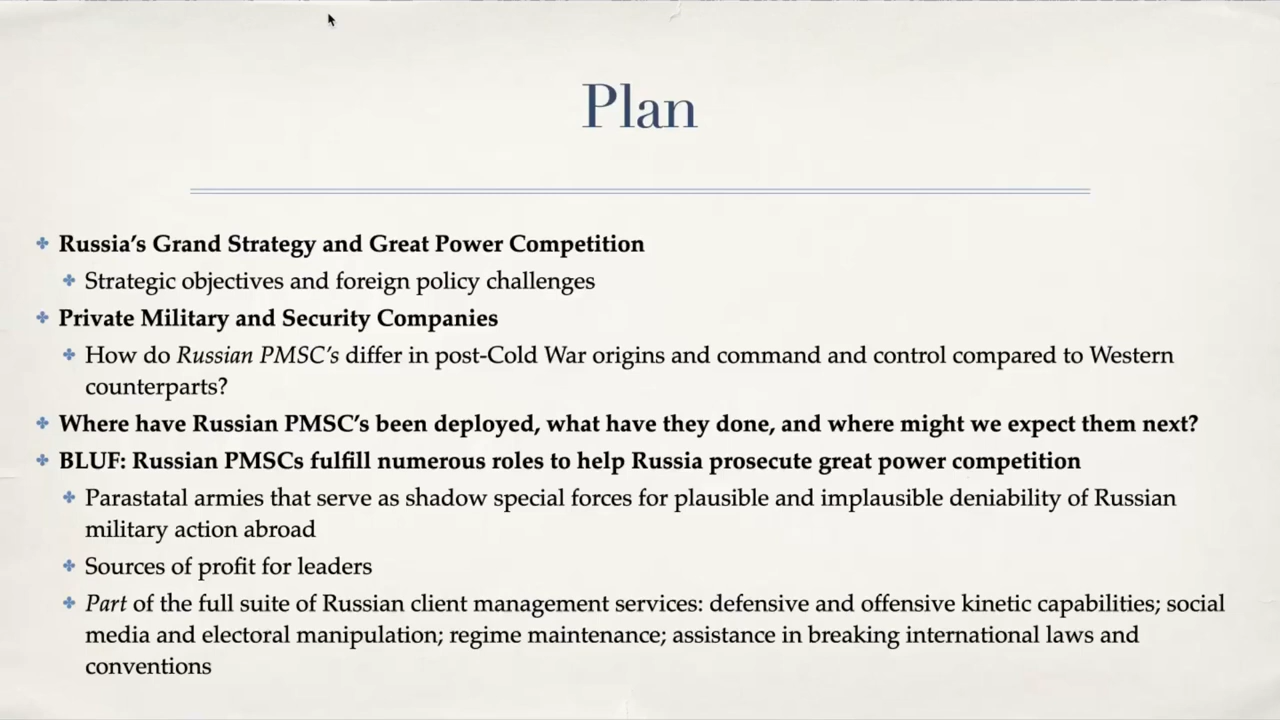 Plan
Russia's Grand Strategy and Great Power Competition
Strategic objectives and foreign policy challenges
Private Military and Security Companies
How do Russian PMSC's differ in post-Cold War origins and command and control compared to Western
counterparts?
Where have Russian PMSC's been deployed, what have they done, and where might we expect them next?
BLUF: Russian PMSCs fulfill numerous roles to help Russia prosecute great power competition
Parastatal armies that serve as shadow special forces for plausible and implausible deniability of Russian
military action abroad
Sources of profit for leaders
Part of the full suite of Russian client management services: defensive and offensive kinetic capabilities; social
media and electoral manipulation; regime maintenance; assistance in breaking international laws and
conventions